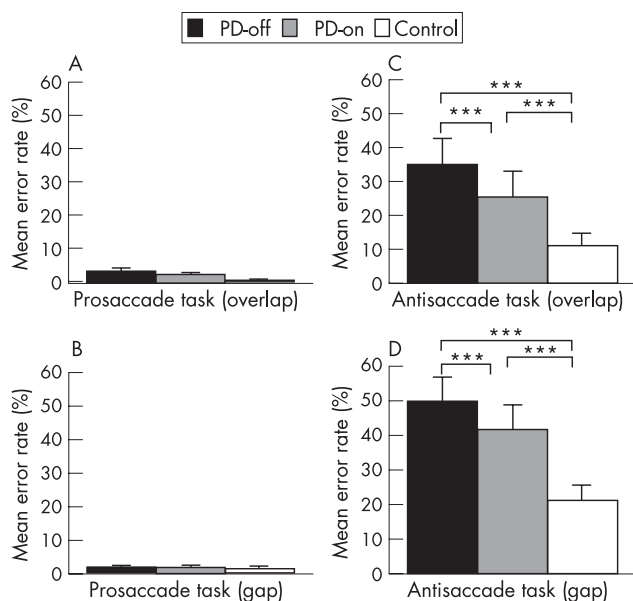 PD-off PD-on Control
A
60
50
40
30
20
10
0
Mean error rate (%)
Prosaccade task (overlap)
C
60
50
40
30
20
10
0
Mean error rate (%)
***
***
***
Antisaccade task (overlap)
B
60
50
40
30
20
10
0
Mean error rate (%)
Prosaccade task (gap)
D
60
50
40
30
20
10
0
Mean error rate (%)
***
***
***
Antisaccade task (gap)